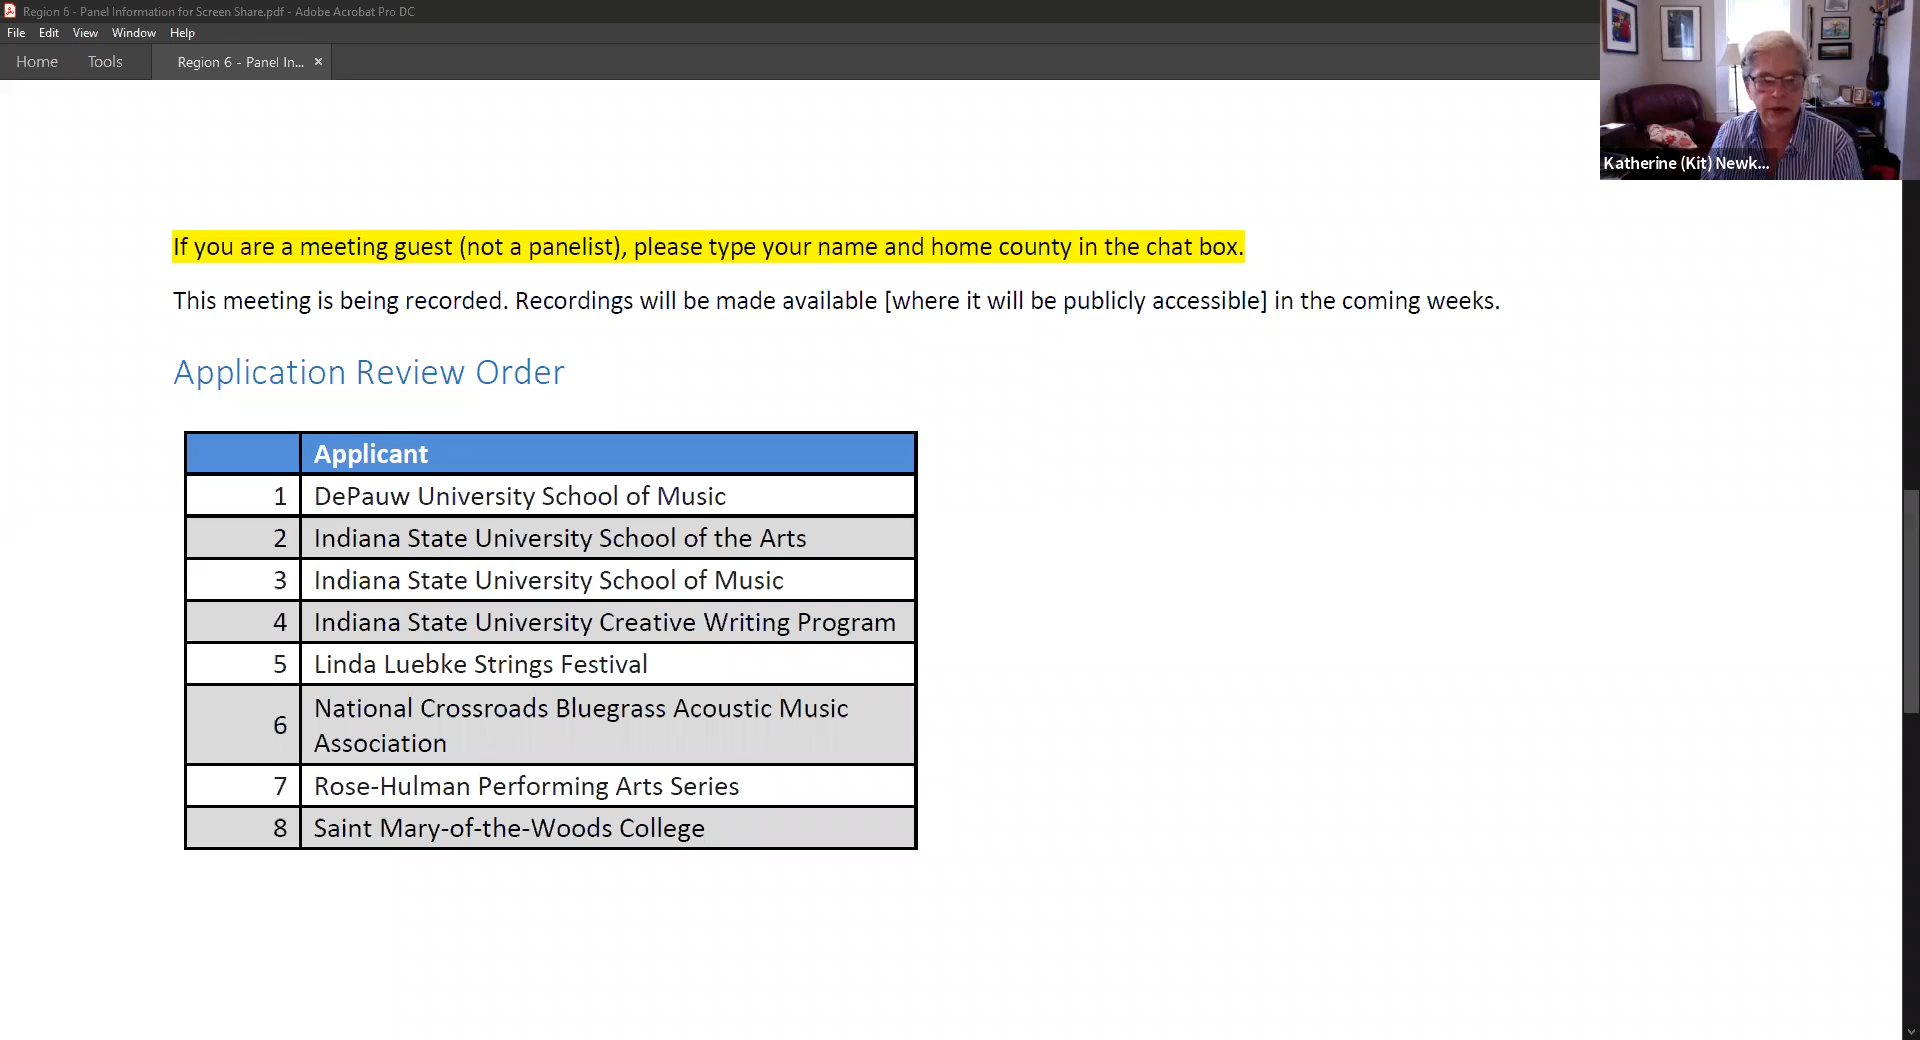 Region 6 - Panel Information for Screen Share.pdf - Adobe Acrobat Pro DC
File Edit View Window Help
Home Tools Region 6 - Panel In... ×
Katherine (Kit) Newk...
If you are a meeting guest (not a panelist), please type your name and home county in the chat box.
This meeting is being recorded. Recordings will be made available [where it will be publicly accessible] in the coming weeks.
Application Review Order
Applicant
1 DePauw University School of Music
2 Indiana State University School of the Arts
3 Indiana State University School of Music
4 Indiana State University Creative Writing Program
5 Linda Luebke Strings Festival
6 National Crossroads Bluegrass Acoustic Music
Association
7 Rose-Hulman Performing Arts Series
8 Saint Mary-of-the-Woods College